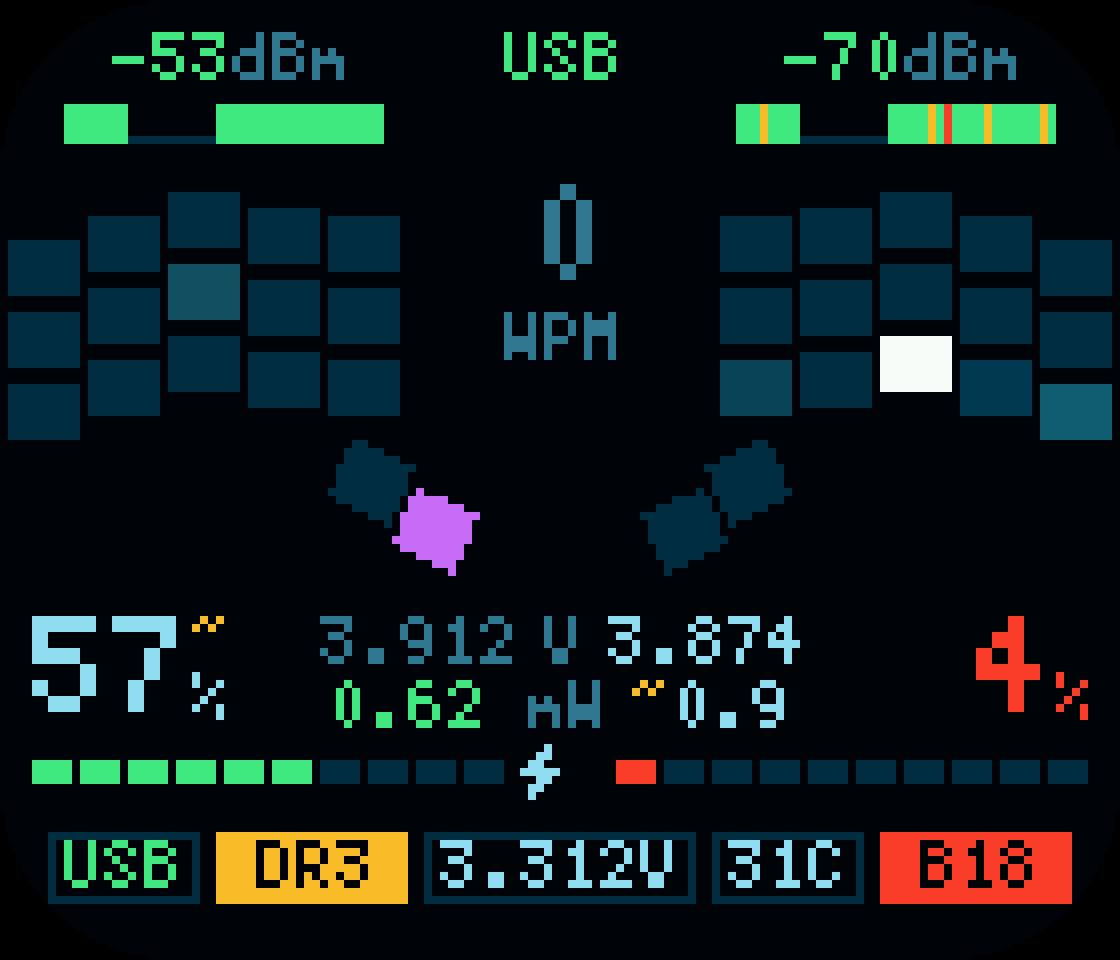 -53dBm USB -70dBm
0
WPM
57~% 3.912 V 3.874 4%
0.62 mW ~0.9
USB DR3 3.312V 31C B18